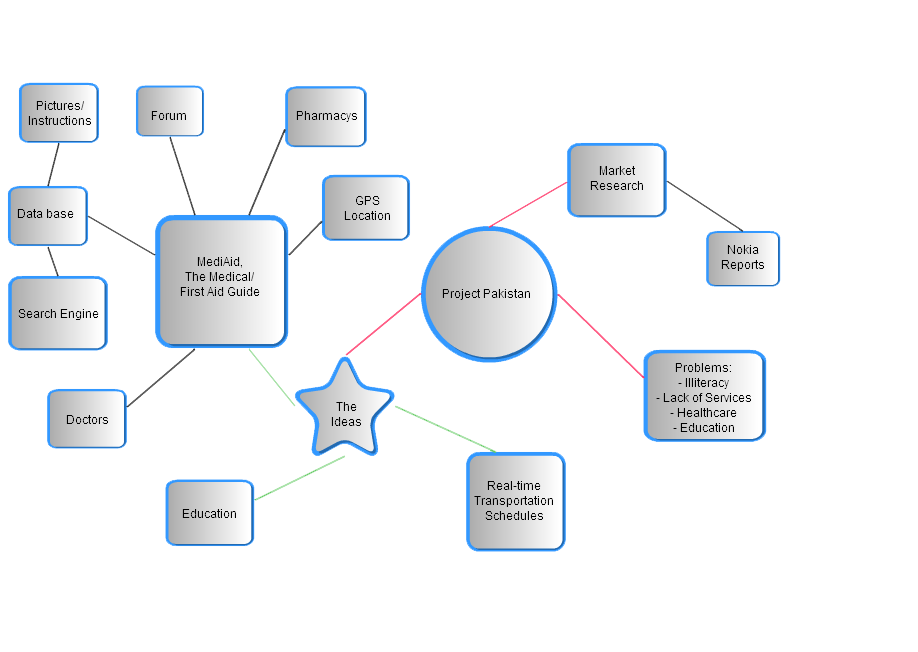 Pictures/
Instructions
Forum
Pharmacys
Market
Research
Data base
GPS
Location
Nokia
Reports
MediAid,
The Medical/
First Aid Guide
Project Pakistan
Search Engine
Problems:
- Illiteracy
- Lack of Services
- Healthcare
- Education
Doctors
The
Ideas
Real-time
Transportation
Schedules
Education